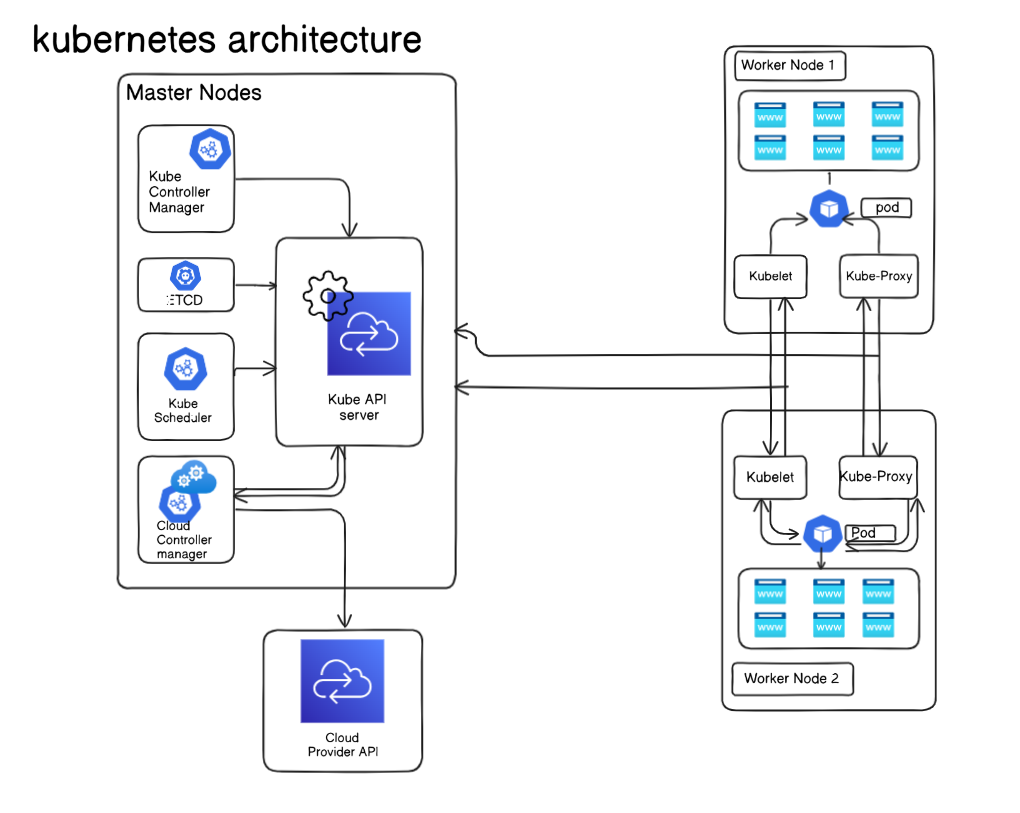 kubernetes architecture
Master Nodes
Kube
Controller
Manager
ETCD
Kube
Scheduler
Cloud
Controller
manager
Kube API
server
Cloud
Provider API
Worker Node 1
www www www
www www www
pod
Kubelet
Kube-Proxy
Kubelet
Kube-Proxy
Pod
www www www
www www www
Worker Node 2